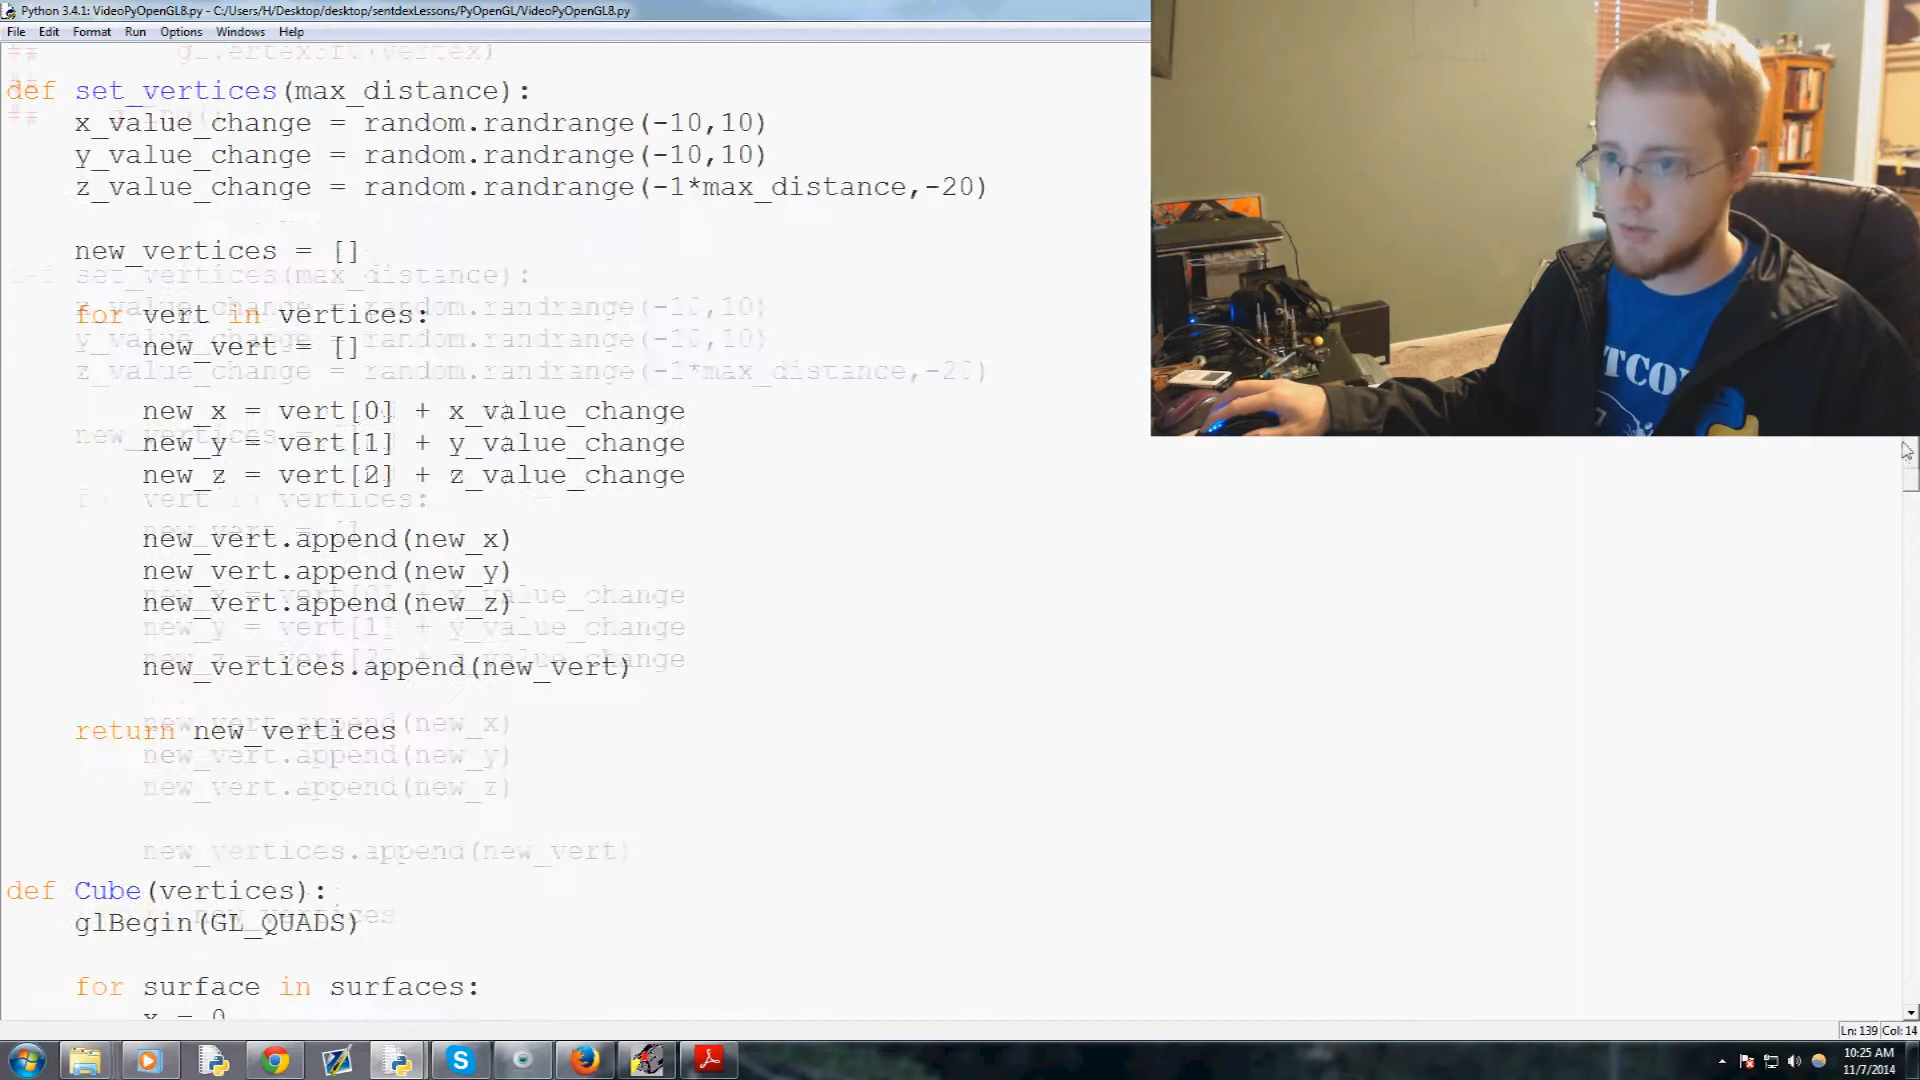 Python 3.4.1: VideoPyOpenGL8.py - C:/Users/H/Desktop/desktop/sentdexLessons/PyOpenGL/VideoPyOpenGL8.py
File Edit Format Run Options Windows Help
def set_vertices(max_distance):
x_value_change = random.randrange(-10,10)
y_value_change = random.randrange(-10,10)
z_value_change = random.randrange(-1*max_distance,-20)
new_vertices = []
for vert in vertices:
new_vert = []
new_x = vert[0] + x_value_change
new_y = vert[1] + y_value_change
new_z = vert[2] + z_value_change
new_vert.append(new_x)
new_vert.append(new_y)
new_vert.append(new_z)
new_vertices.append(new_vert)
return new_vertices
def Cube(vertices):
glBegin(GL_QUADS)
for surface in surfaces:
x = 0
Ln: 139 Col: 14
10:25 AM
11/7/2014